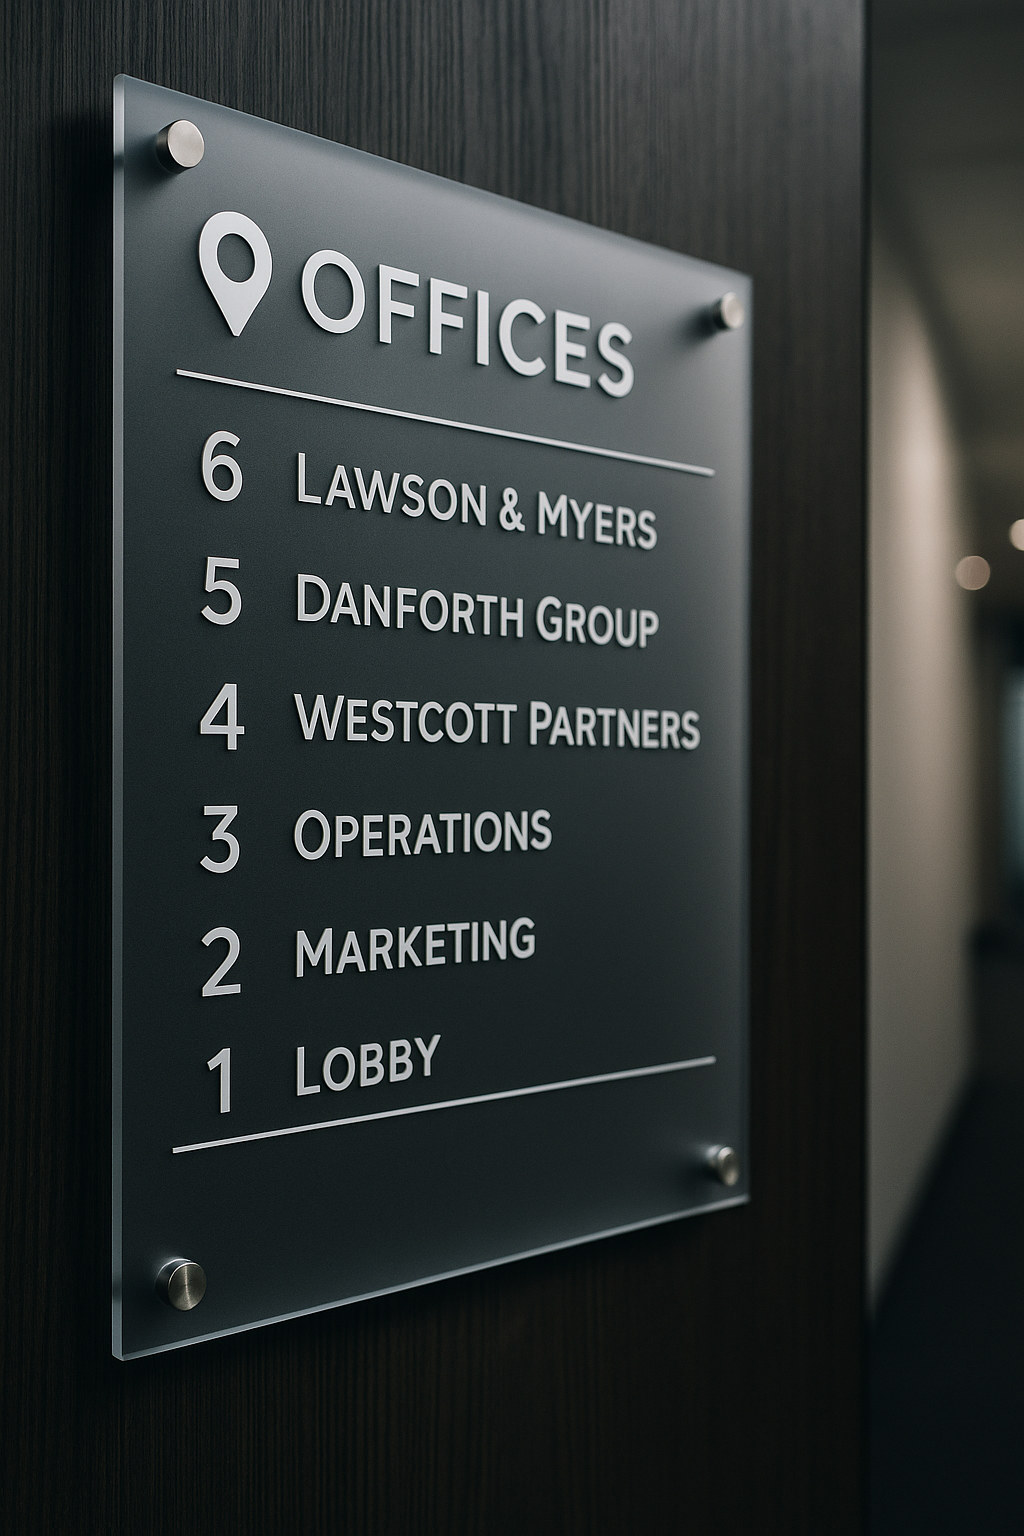 OFFICES
6 LAWSON & MYERS
5 DANFORTH GROUP
4 WESTCOTT PARTNERS
3 OPERATIONS
2 MARKETING
1 LOBBY